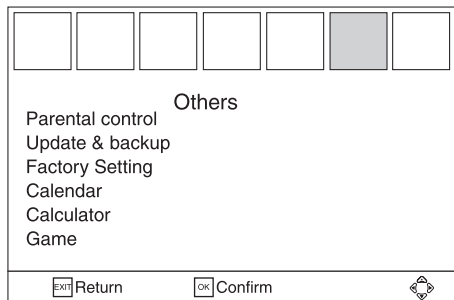 Others
Parental control
Update & backup
Factory Setting
Calendar
Calculator
Game
EXIT Return OK Confirm